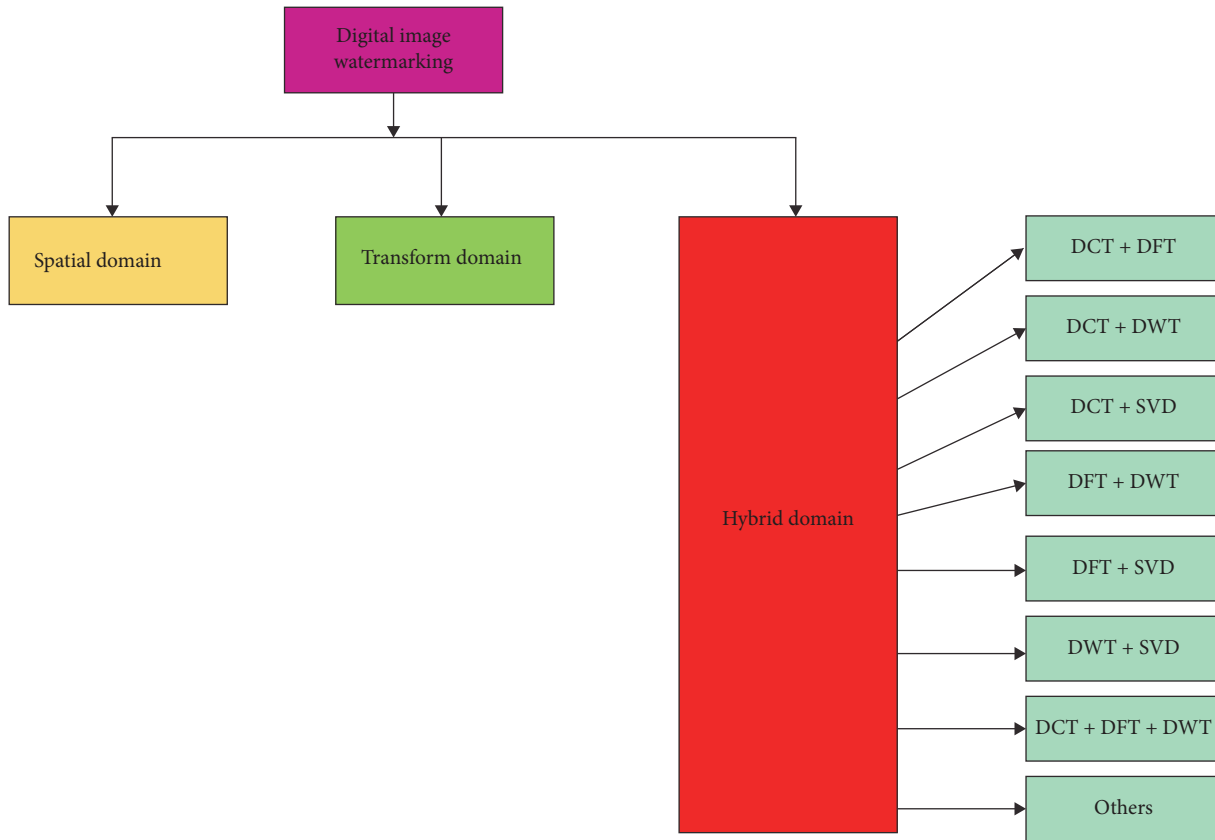 Digital image
watermarking
Spatial domain
Transform domain
Hybrid domain
DCT + DFT
DCT + DWT
DCT + SVD
DFT + DWT
DFT + SVD
DWT + SVD
DCT + DFT + DWT
Others